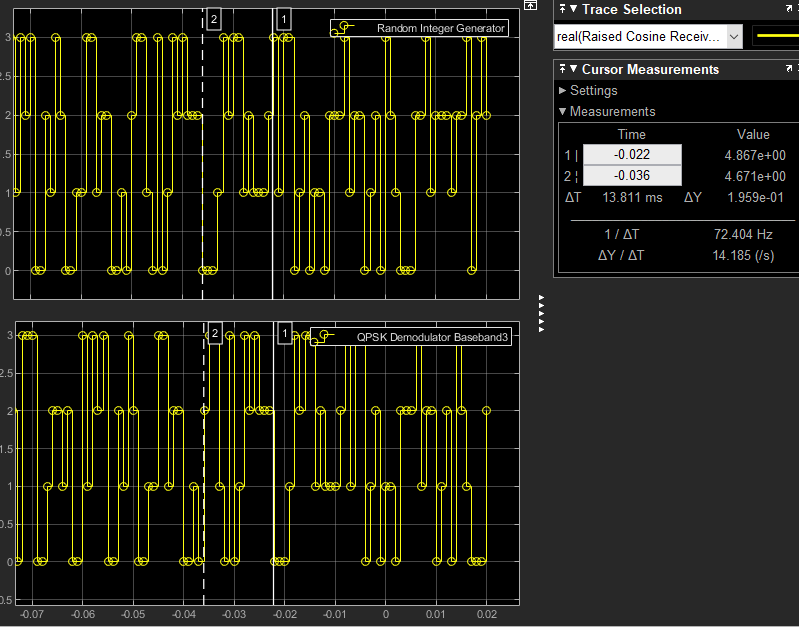 2
1
Random Integer Generator
3
2.5
2
.5
1
0.5
0
2
1
QPSK Demodulator Baseband3
3
2.5
2
1.5
1
0.5
0
0.5
-0.07 -0.06 -0.05 -0.04 -0.03 -0.02 -0.01 0 0.01 0.02
Trace Selection
real(Raised Cosine Receiv...
Cursor Measurements
Settings
Measurements
Time Value
1 | -0.022 4.867e+00
2 ¦ -0.036 4.671e+00
ΔT 13.811 ms ΔY 1.959e-01
1 / ΔT 72.404 Hz
ΔY / ΔT 14.185 (/s)